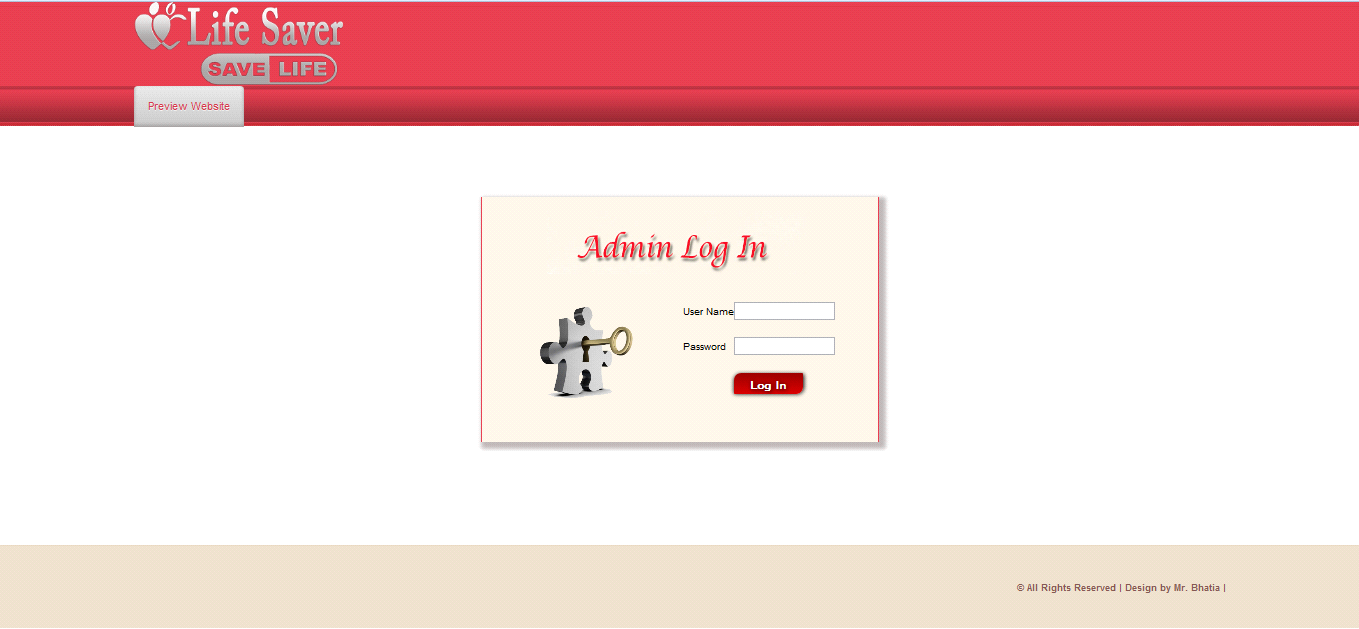 Life Saver
SAVE LIFE
Preview Website
Admin Log In
User Name
Password
Log In
© All Rights Reserved | Design by Mr. Bhatia |